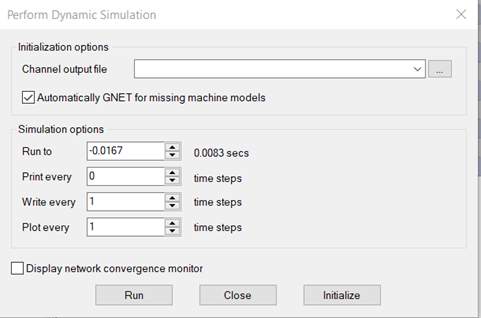 Perform Dynamic Simulation
Initialization options
Channel output file
...
Automatically GNET for missing machine models
Simulation options
Run to -0.0167 0.0083 secs
Print every 0 time steps
Write every 1 time steps
Plot every 1 time steps
Display network convergence monitor
Run Close Initialize